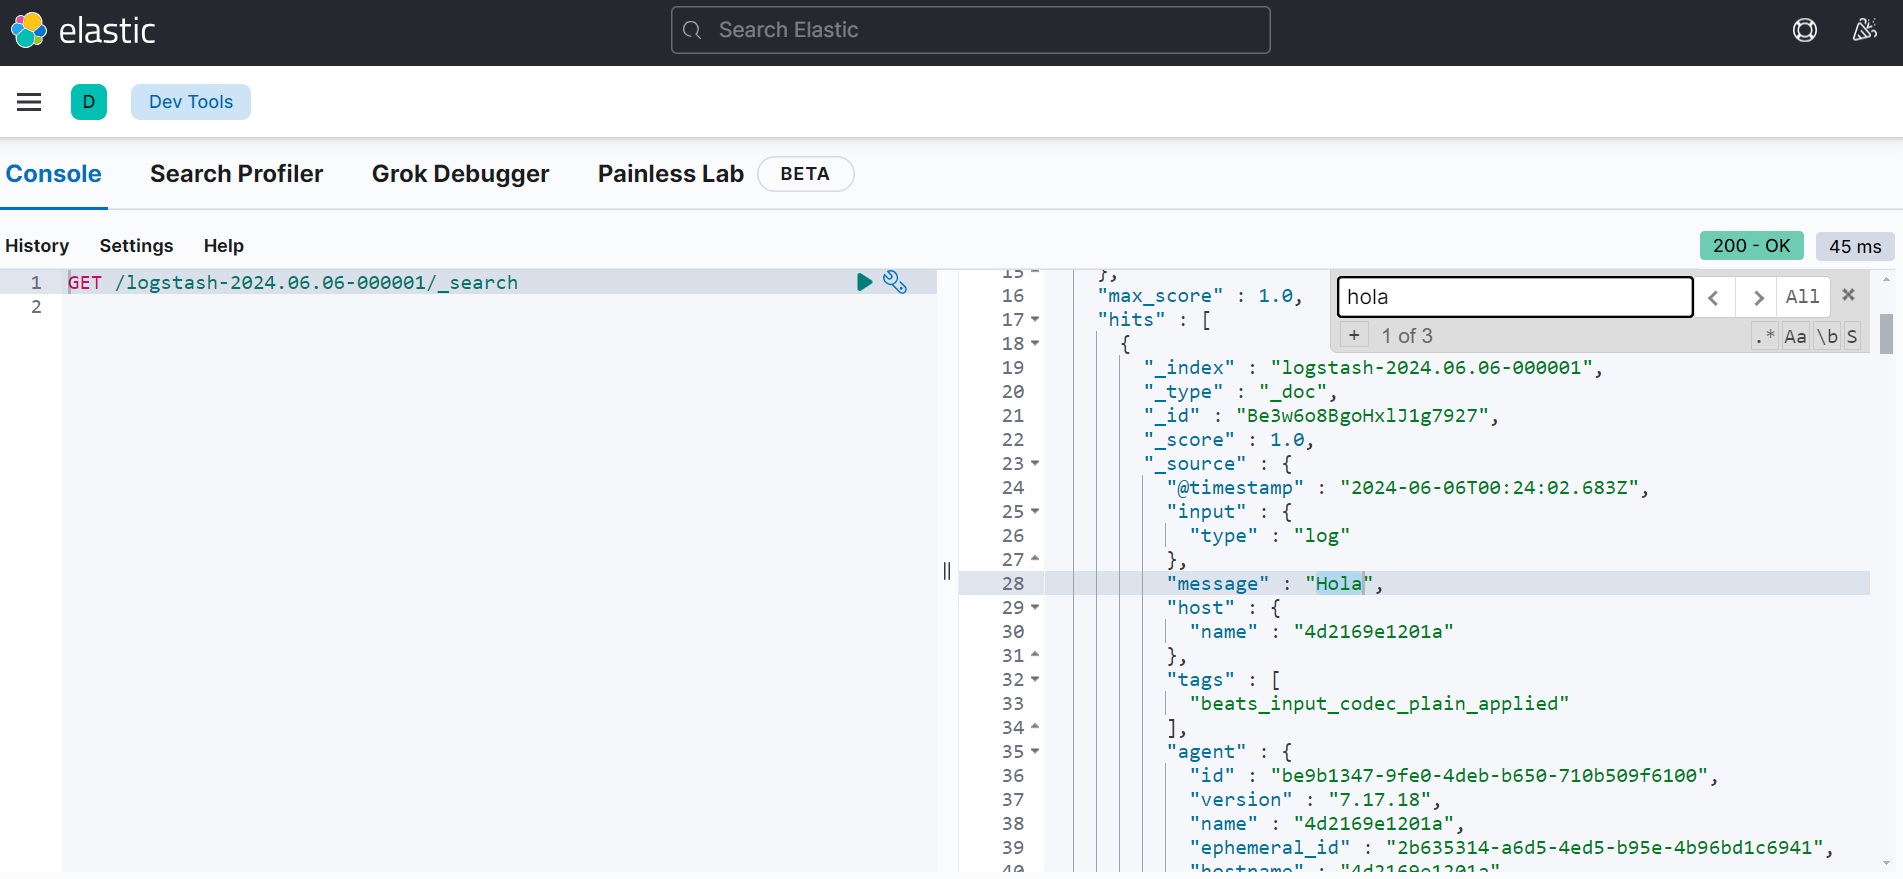 elastic
Search Elastic
D
Dev Tools
Console
Search Profiler
Grok Debugger
Painless Lab
BETA
History
Settings
Help
200 - OK
45 ms
1 GET /logstash-2024.06.06-000001/_search
2
hola
All
+
1 of 3
.*
Aa
\b
S
15 },
16 "max_score" : 1.0,
17 "hits" : [
18 {
19 "_index" : "logstash-2024.06.06-000001",
20 "_type" : "_doc",
21 "_id" : "Be3w6o8BgoHxlJ1g7927",
22 "_score" : 1.0,
23 "_source" : {
24 "@timestamp" : "2024-06-06T00:24:02.683Z",
25 "input" : {
26 "type" : "log"
27 },
28 "message" : "Hola",
29 "host" : {
30 "name" : "4d2169e1201a"
31 },
32 "tags" : [
33 "beats_input_codec_plain_applied"
34 ],
35 "agent" : {
36 "id" : "be9b1347-9fe0-4deb-b650-710b509f6100",
37 "version" : "7.17.18",
38 "name" : "4d2169e1201a",
39 "ephemeral_id" : "2b635314-a6d5-4ed5-b95e-4b96bd1c6941",
40 "hostname" : "4d2169e1201a"